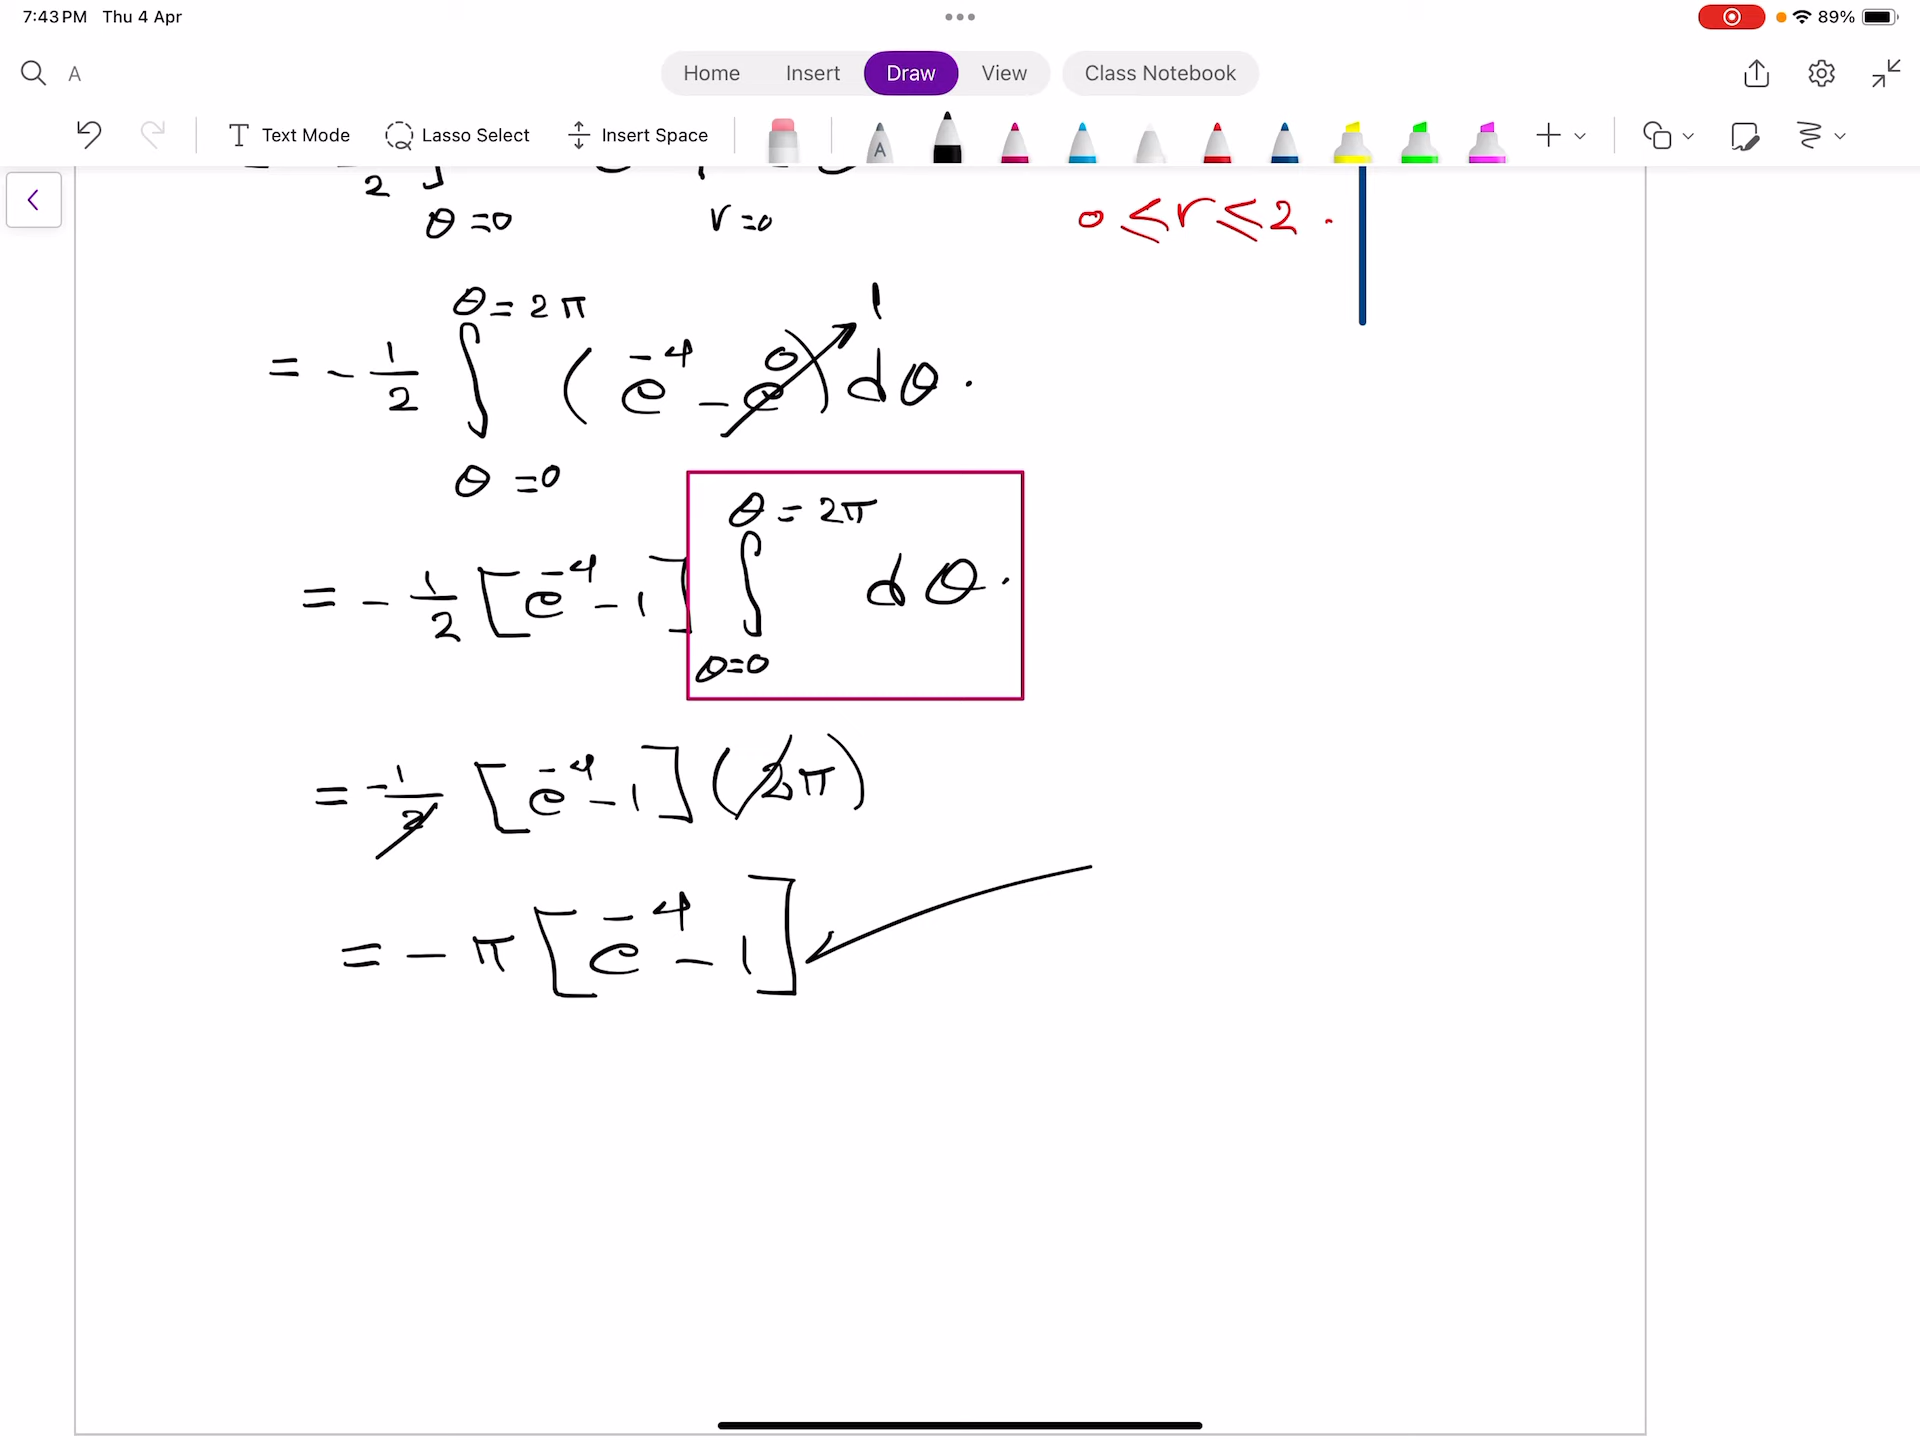 7:43 PM Thu 4 Apr 89%
A Home Insert Draw View Class Notebook
Text Mode Lasso Select Insert Space A
2
θ = 0 r = 0 0 ≤ r ≤ 2 .
θ = 2π 1
= - 1/2 ∫ ( e^-4 - e^0 ) dθ .
θ = 0
θ = 2π
= - 1/2 [ e^-4 - 1 ] ∫ dθ .
θ = 0
= -1/2 [ e^-4 - 1 ] ( 2π )
= - π [ e^-4 - 1 ]